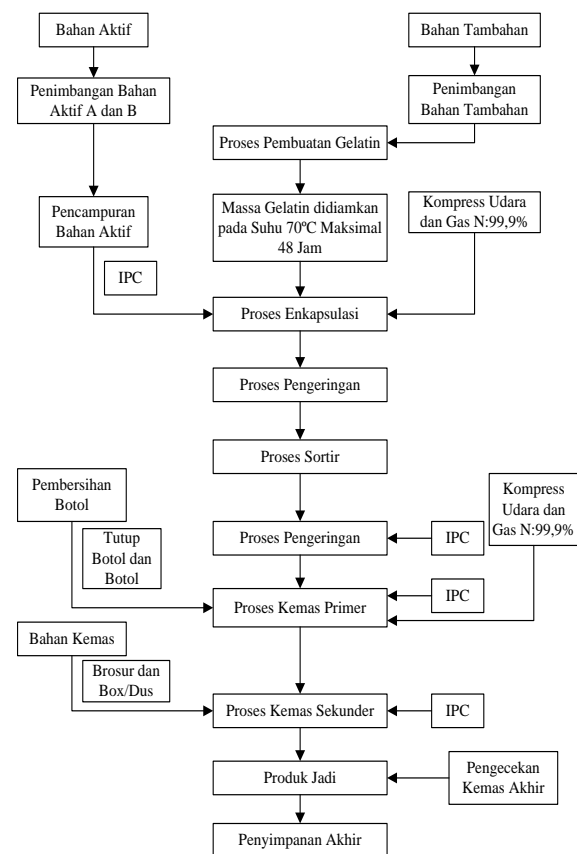 Bahan Aktif
Bahan Tambahan
Penimbangan Bahan
Aktif A dan B
Penimbangan
Bahan Tambahan
Proses Pembuatan Gelatin
Pencampuran
Bahan Aktif
Massa Gelatin didiamkan
pada Suhu 70ºC Maksimal
48 Jam
Kompress Udara
dan Gas N:99,9%
IPC
Proses Enkapsulasi
Proses Pengeringan
Proses Sortir
Pembersihan
Botol
Kompress
Udara dan
Gas N:99,9%
Tutup
Botol dan
Botol
Proses Pengeringan
IPC
Proses Kemas Primer
IPC
Bahan Kemas
Brosur dan
Box/Dus
Proses Kemas Sekunder
IPC
Produk Jadi
Pengecekan
Kemas Akhir
Penyimpanan Akhir